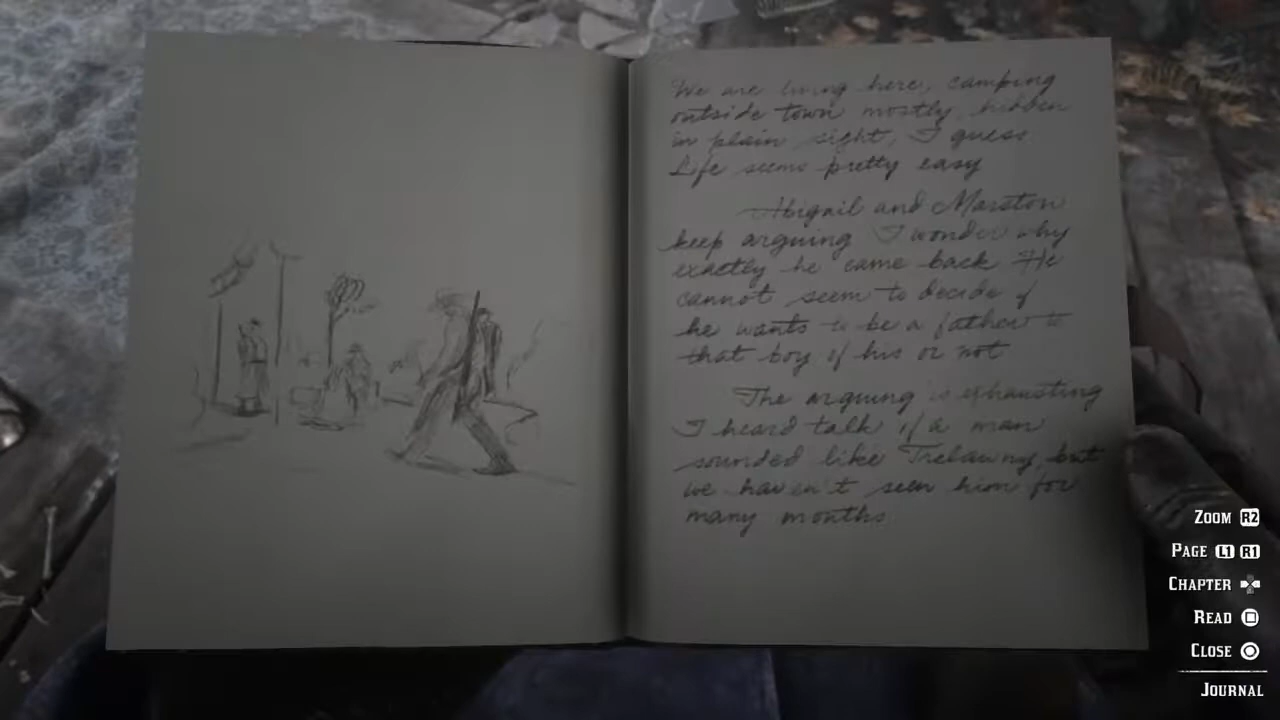 We are living here, camping
outside town mostly, hidden
in plain sight, I guess.
Life seems pretty easy
Abigail and Marston
keep arguing I wonder why
exactly he came back He
cannot seem to decide if
he wants to be a father to
that boy of his or not
The arguing is exhausting
I heard talk of a man
sounded like Trelawny, but
we haven't seen him for
many months
ZOOM R2
PAGE L1 R1
CHAPTER
READ
CLOSE
JOURNAL